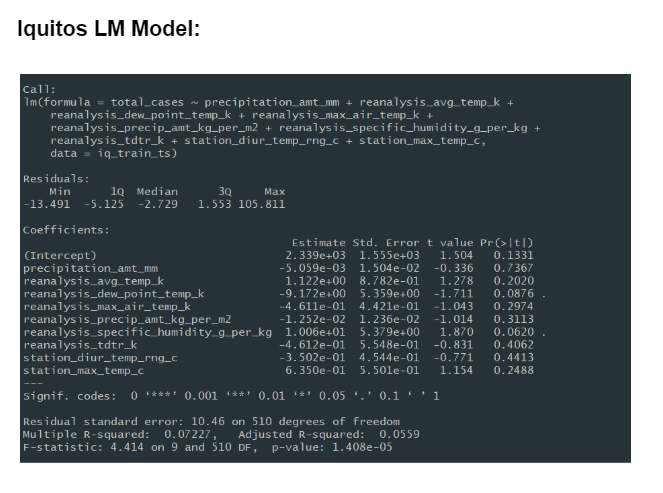 Iquitos LM Model:
Call:
lm(formula = total_cases ~ precipitation_amt_mm + reanalysis_avg_temp_k +
reanalysis_dew_point_temp_k + reanalysis_max_air_temp_k +
reanalysis_precip_amt_kg_per_m2 + reanalysis_specific_humidity_g_per_kg +
reanalysis_tdtr_k + station_diur_temp_rng_c + station_max_temp_c,
data = iq_train_ts)
Residuals:
Min 1Q Median 3Q Max
-13.491 -5.125 -2.729 1.553 105.811
Coefficients:
Estimate Std. Error t value Pr(>|t|)
(Intercept) 2.339e+03 1.555e+03 1.504 0.1331
precipitation_amt_mm -5.059e-03 1.504e-02 -0.336 0.7367
reanalysis_avg_temp_k 1.122e+00 8.782e-01 1.278 0.2020
reanalysis_dew_point_temp_k -9.172e+00 5.359e+00 -1.711 0.0876 .
reanalysis_max_air_temp_k -4.611e-01 4.421e-01 -1.043 0.2974
reanalysis_precip_amt_kg_per_m2 -1.252e-02 1.236e-02 -1.014 0.3113
reanalysis_specific_humidity_g_per_kg 1.006e+01 5.379e+00 1.870 0.0620 .
reanalysis_tdtr_k -4.612e-01 5.548e-01 -0.831 0.4062
station_diur_temp_rng_c -3.502e-01 4.544e-01 -0.771 0.4413
station_max_temp_c 6.350e-01 5.501e-01 1.154 0.2488
---
Signif. codes: 0 ‘***’ 0.001 ‘**’ 0.01 ‘*’ 0.05 ‘.’ 0.1 ‘ ’ 1
Residual standard error: 10.46 on 510 degrees of freedom
Multiple R-squared: 0.07227, Adjusted R-squared: 0.0559
F-statistic: 4.414 on 9 and 510 DF, p-value: 1.408e-05